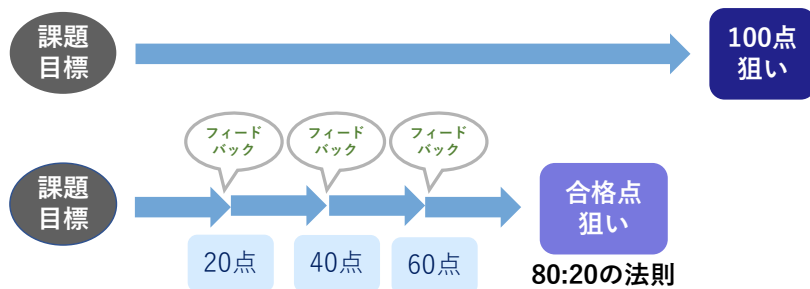 課題
目標
100点
狙い
フィード
バック
フィード
バック
フィード
バック
課題
目標
合格点
狙い
20点
40点
60点
80:20の法則